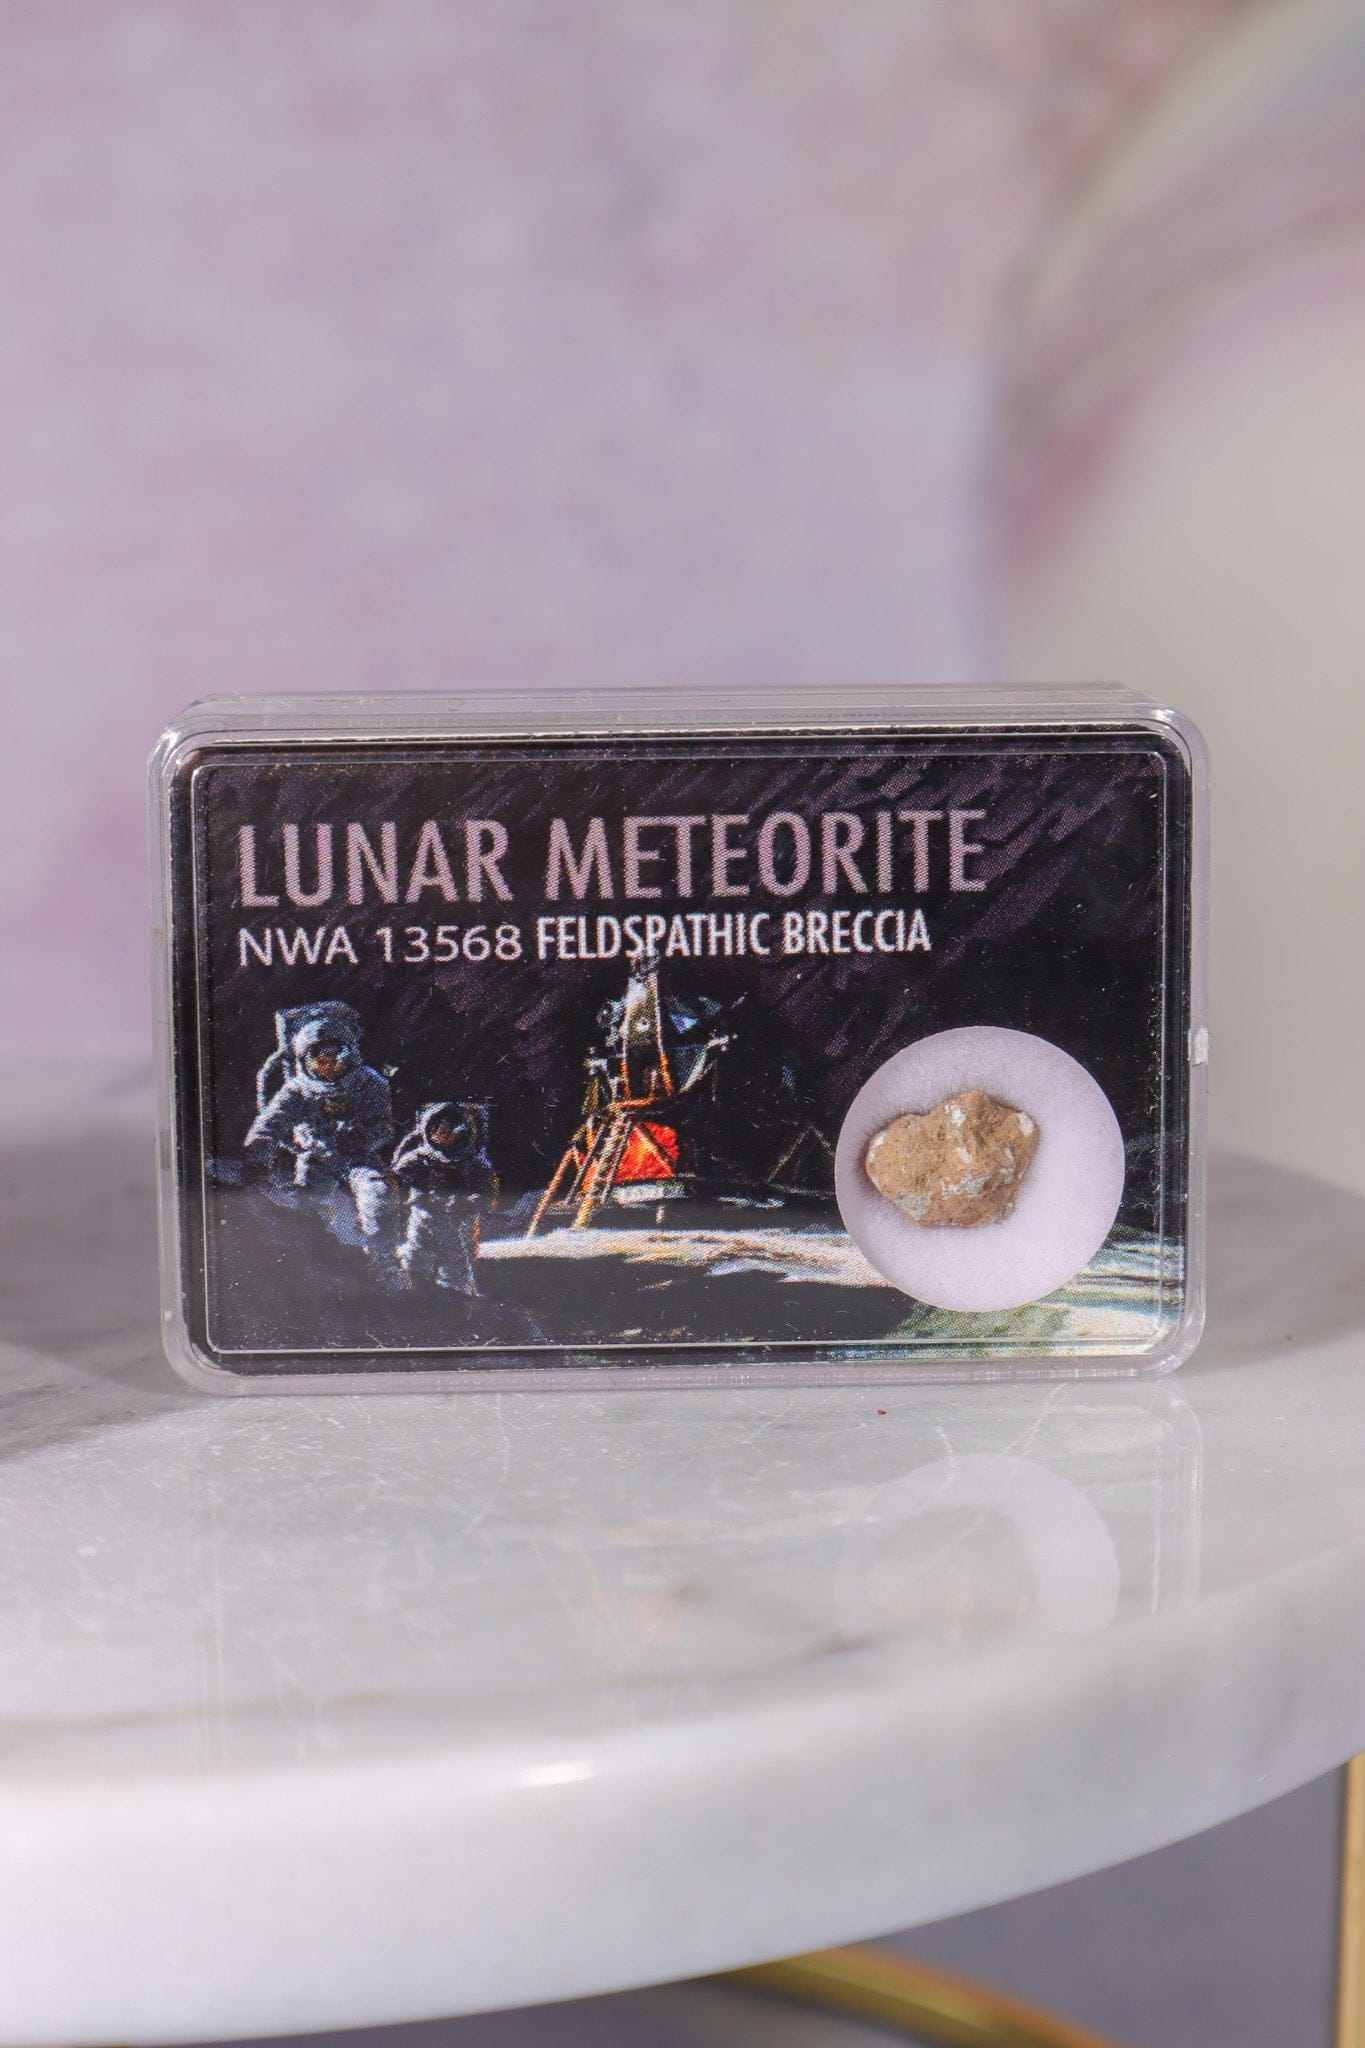 LUNAR METEORITE
NWA 13568 FELDSPATHIC BRECCIA